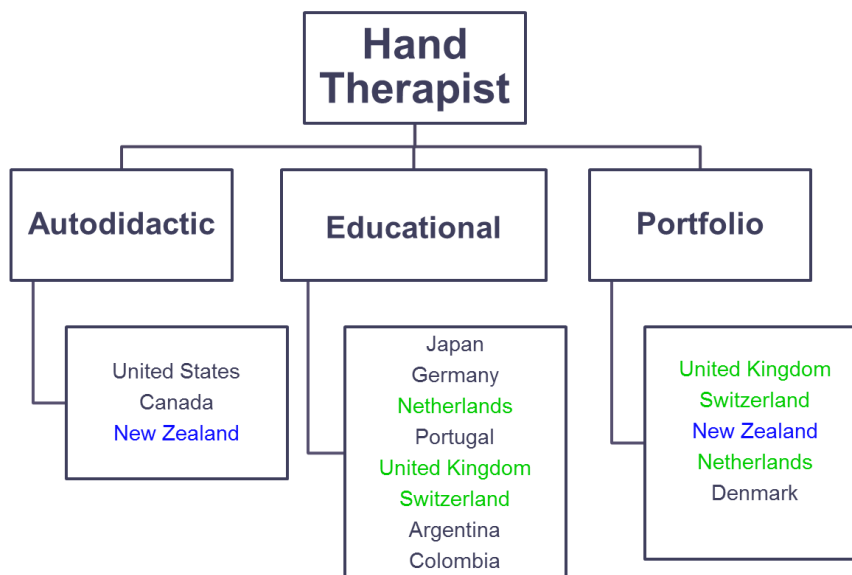 Hand
Therapist
Autodidactic
Educational
Portfolio
United States
Canada
New Zealand
Japan
Germany
Netherlands
Portugal
United Kingdom
Switzerland
Argentina
Colombia
United Kingdom
Switzerland
New Zealand
Netherlands
Denmark